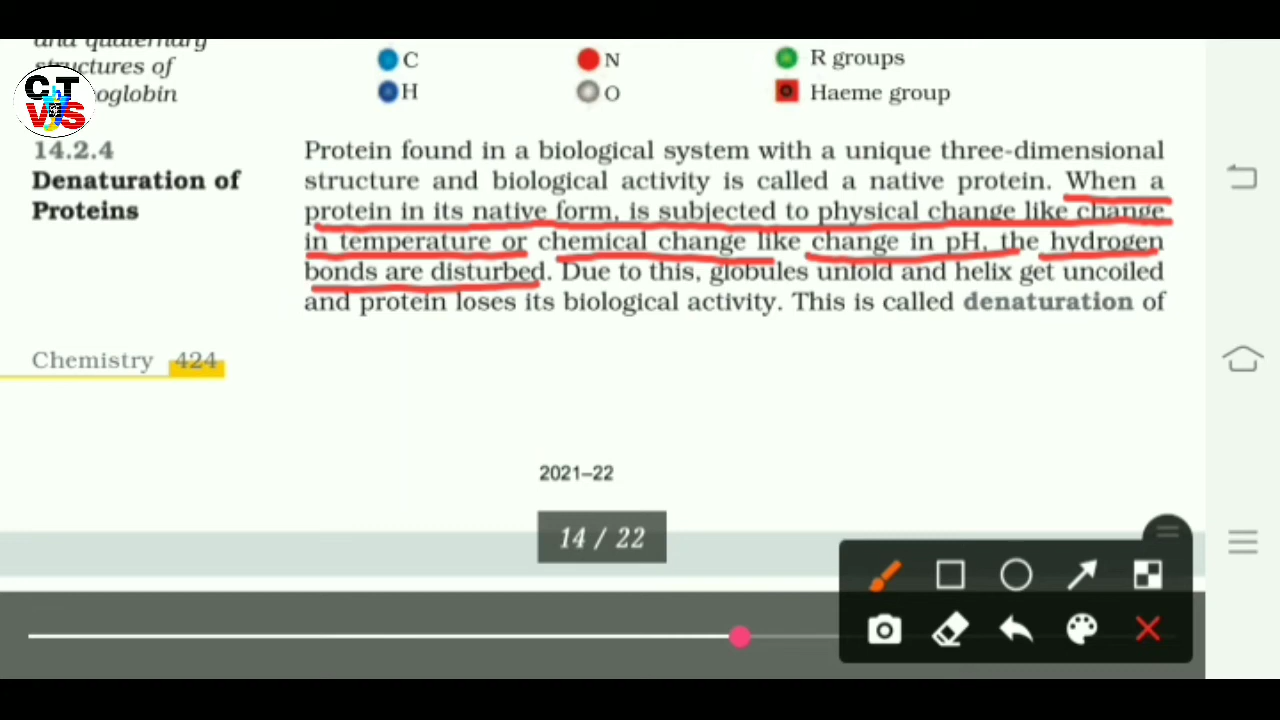 and quaternary
structures of
oglobin
C
N
R groups
H
O
Haeme group
CT
VS
14.2.4
Denaturation of
Proteins
Protein found in a biological system with a unique three-dimensional
structure and biological activity is called a native protein. When a
protein in its native form, is subjected to physical change like change
in temperature or chemical change like change in pH, the hydrogen
bonds are disturbed. Due to this, globules unfold and helix get uncoiled
and protein loses its biological activity. This is called denaturation of
Chemistry 424
2021–22
14 / 22